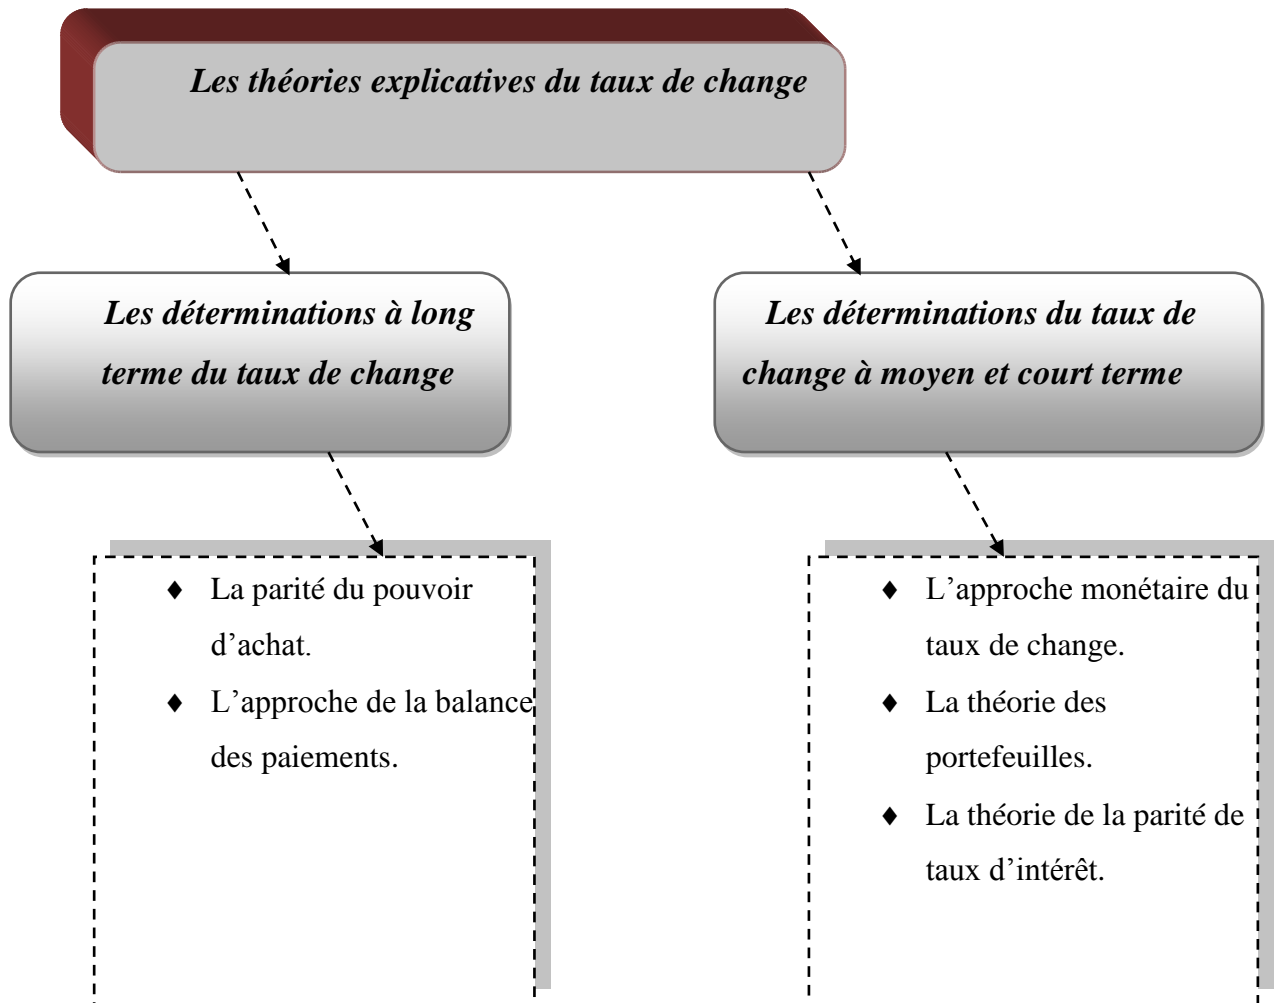 Les théories explicatives du taux de change
Les déterminations à long
terme du taux de change
Les déterminations du taux de
change à moyen et court terme
♦ La parité du pouvoir
d’achat.
♦ L’approche de la balance
des paiements.
♦ L’approche monétaire du
taux de change.
♦ La théorie des
portefeuilles.
♦ La théorie de la parité de
taux d’intérêt.